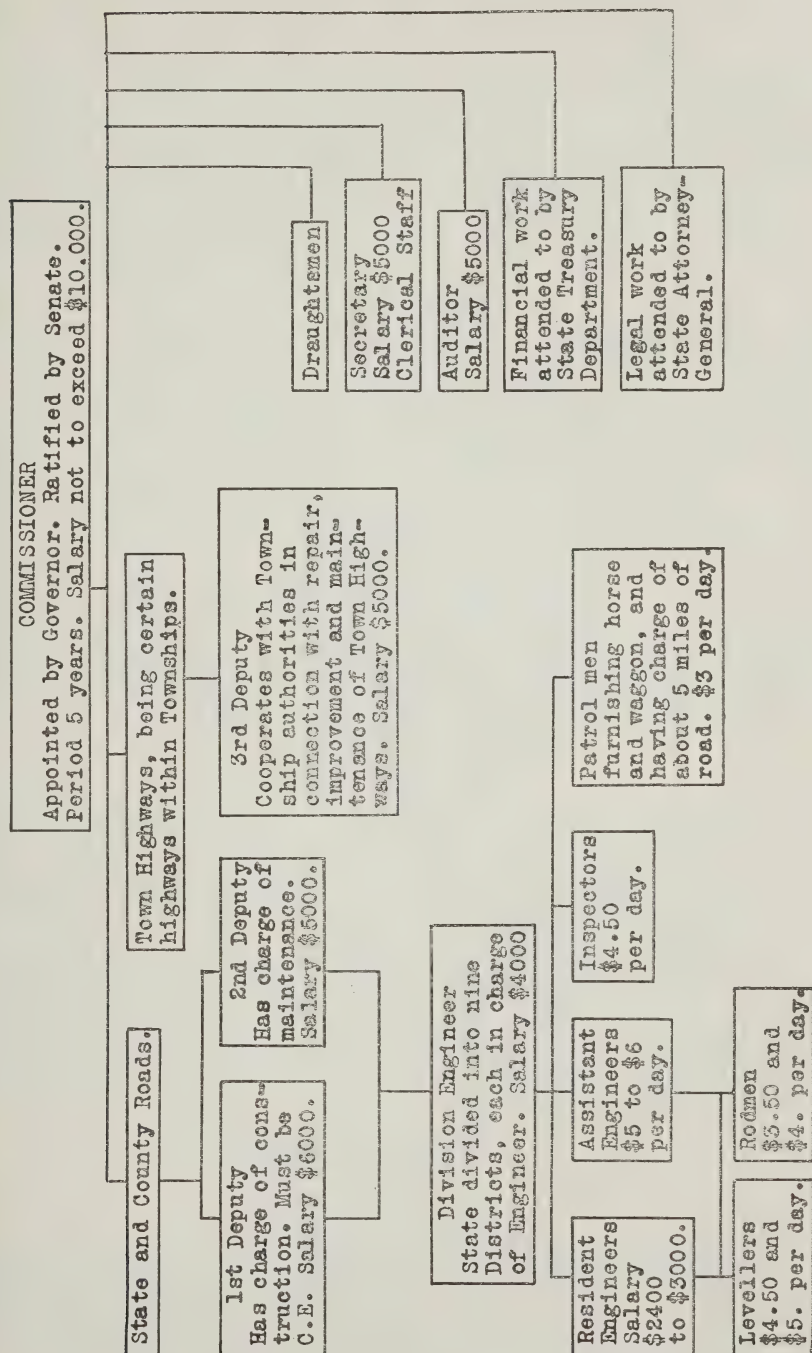 COMMISSIONER
Appointed by Governor. Ratified by Senate.
Period 5 years. Salary not to exceed $10.000.
State and County Roads.
Town Highways, being certain
highways within Townships.
1st Deputy
Has charge of cons-
truction. Must be
C.E. Salary $6000.
2nd Deputy
Has charge of
maintenance.
Salary $5000.
3rd Deputy
Cooperates with Town-
ship authorities in
connection with repair,
improvement and main-
tenance of Town High-
ways. Salary $5000.
Draughtsmen
Secretary
Salary $5000
Clerical Staff
Auditor
Salary $5000
Financial work
attended to by
State Treasury
Department.
Legal work
attended to by
State Attorney-
General.
Division Engineer
State divided into nine
Districts, each in charge
of Engineer. Salary $4000
Resident
Engineers
Salary
$2400
to $3000.
Assistant
Engineers
$5 to $6
per day.
Inspectors
$4.50
per day.
Patrol men
furnishing horse
and waggon, and
having charge of
about 5 miles of
road. $3 per day.
Levellers
$4.50 and
$5. per day.
Rodmen
$3.50 and
$4. per day.